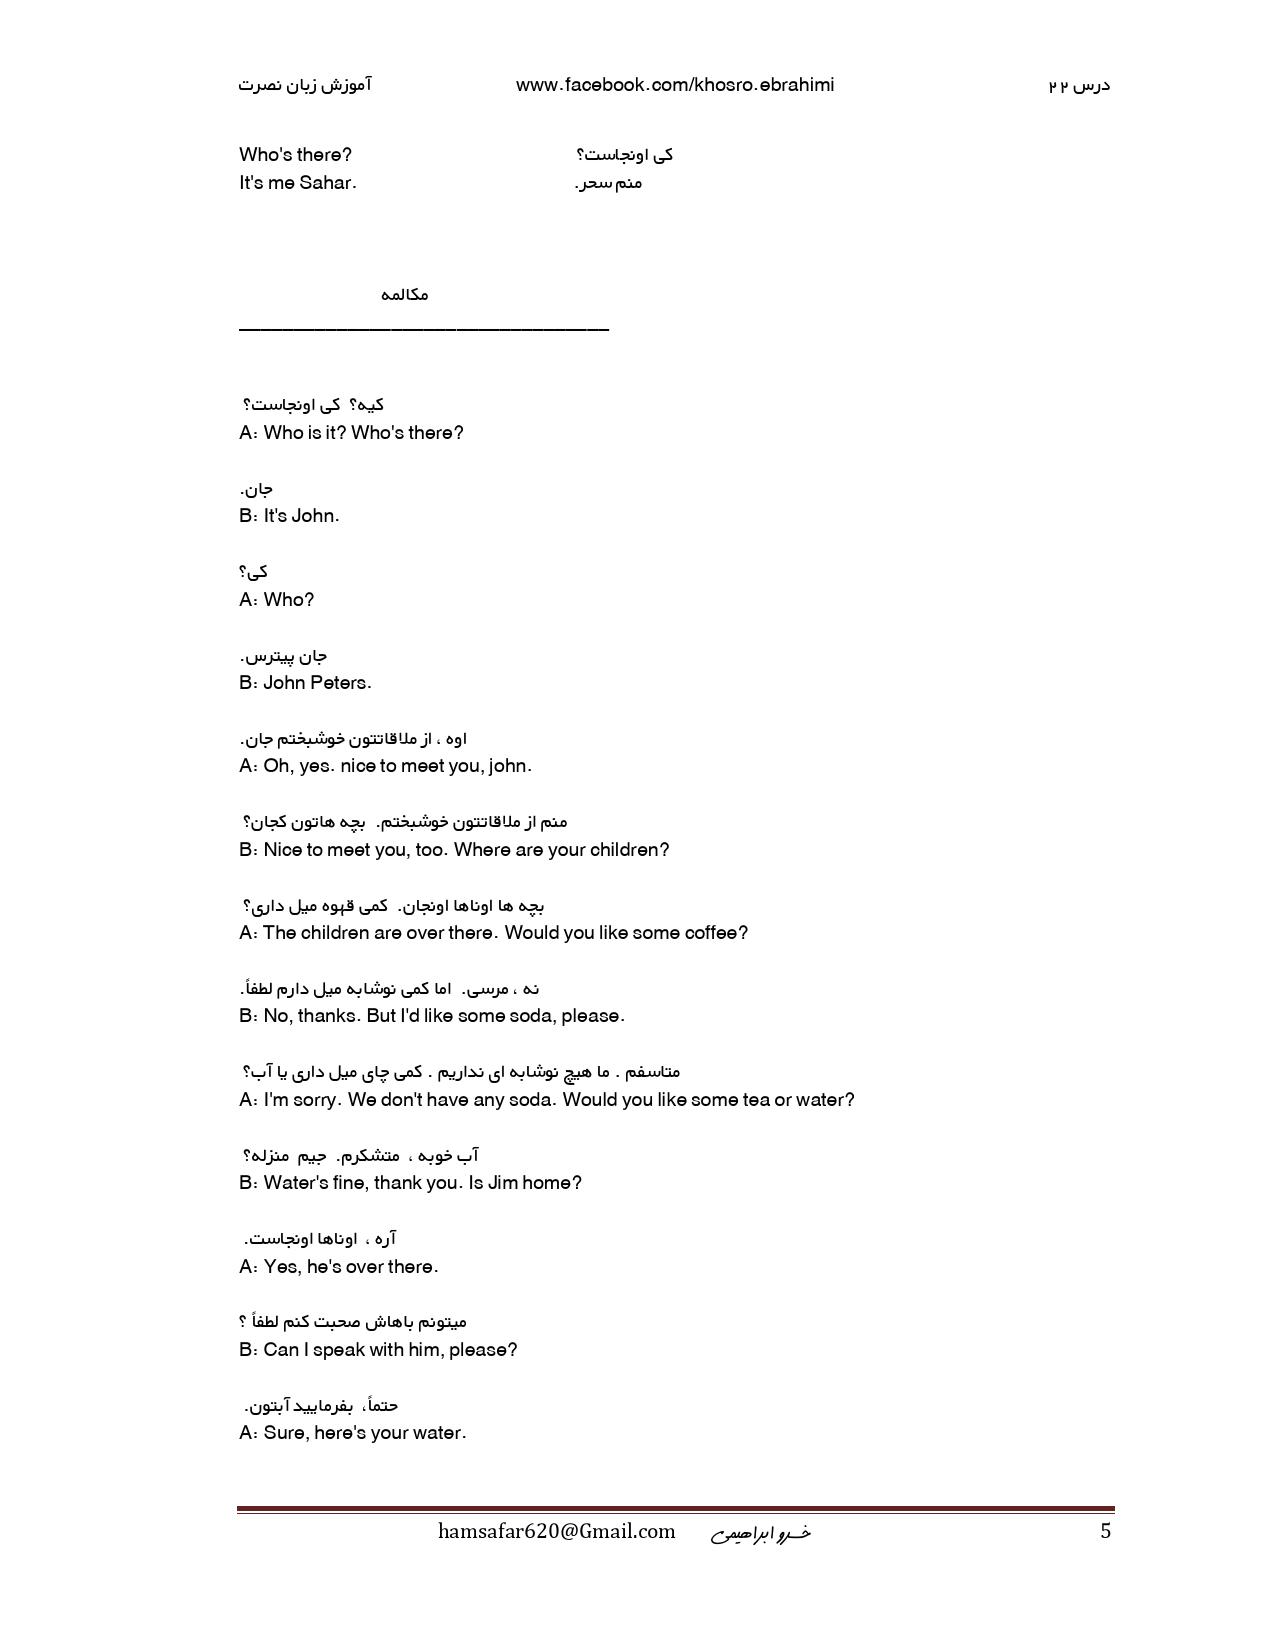 آموزش زبان نصرت www.facebook.com/khosro.ebrahimi درس ۲۲
Who's there? کی اونجاست؟
It's me Sahar. منم سحر.
مکالمه
کیه؟ کی اونجاست؟
A: Who is it? Who's there?
جان.
B: It's John.
کی؟
A: Who?
جان پیترس.
B: John Peters.
اوه ، از ملاقاتتون خوشبختم جان.
A: Oh, yes. nice to meet you, john.
منم از ملاقاتتون خوشبختم. بچه هاتون کجان؟
B: Nice to meet you, too. Where are your children?
بچه ها اوناها اونجان. کمی قهوه میل داری؟
A: The children are over there. Would you like some coffee?
نه ، مرسی. اما کمی نوشابه میل دارم لطفاً.
B: No, thanks. But I'd like some soda, please.
متاسفم . ما هیچ نوشابه ای نداریم . کمی چای میل داری یا آب؟
A: I'm sorry. We don't have any soda. Would you like some tea or water?
آب خوبه ، متشکرم. جیم منزله؟
B: Water's fine, thank you. Is Jim home?
آره ، اوناها اونجاست.
A: Yes, he's over there.
میتونم باهاش صحبت کنم لطفاً ؟
B: Can I speak with him, please?
حتماً، بفرمایید آبتون.
A: Sure, here's your water.
hamsafar620@Gmail.com خسرو ابراهیمی 5